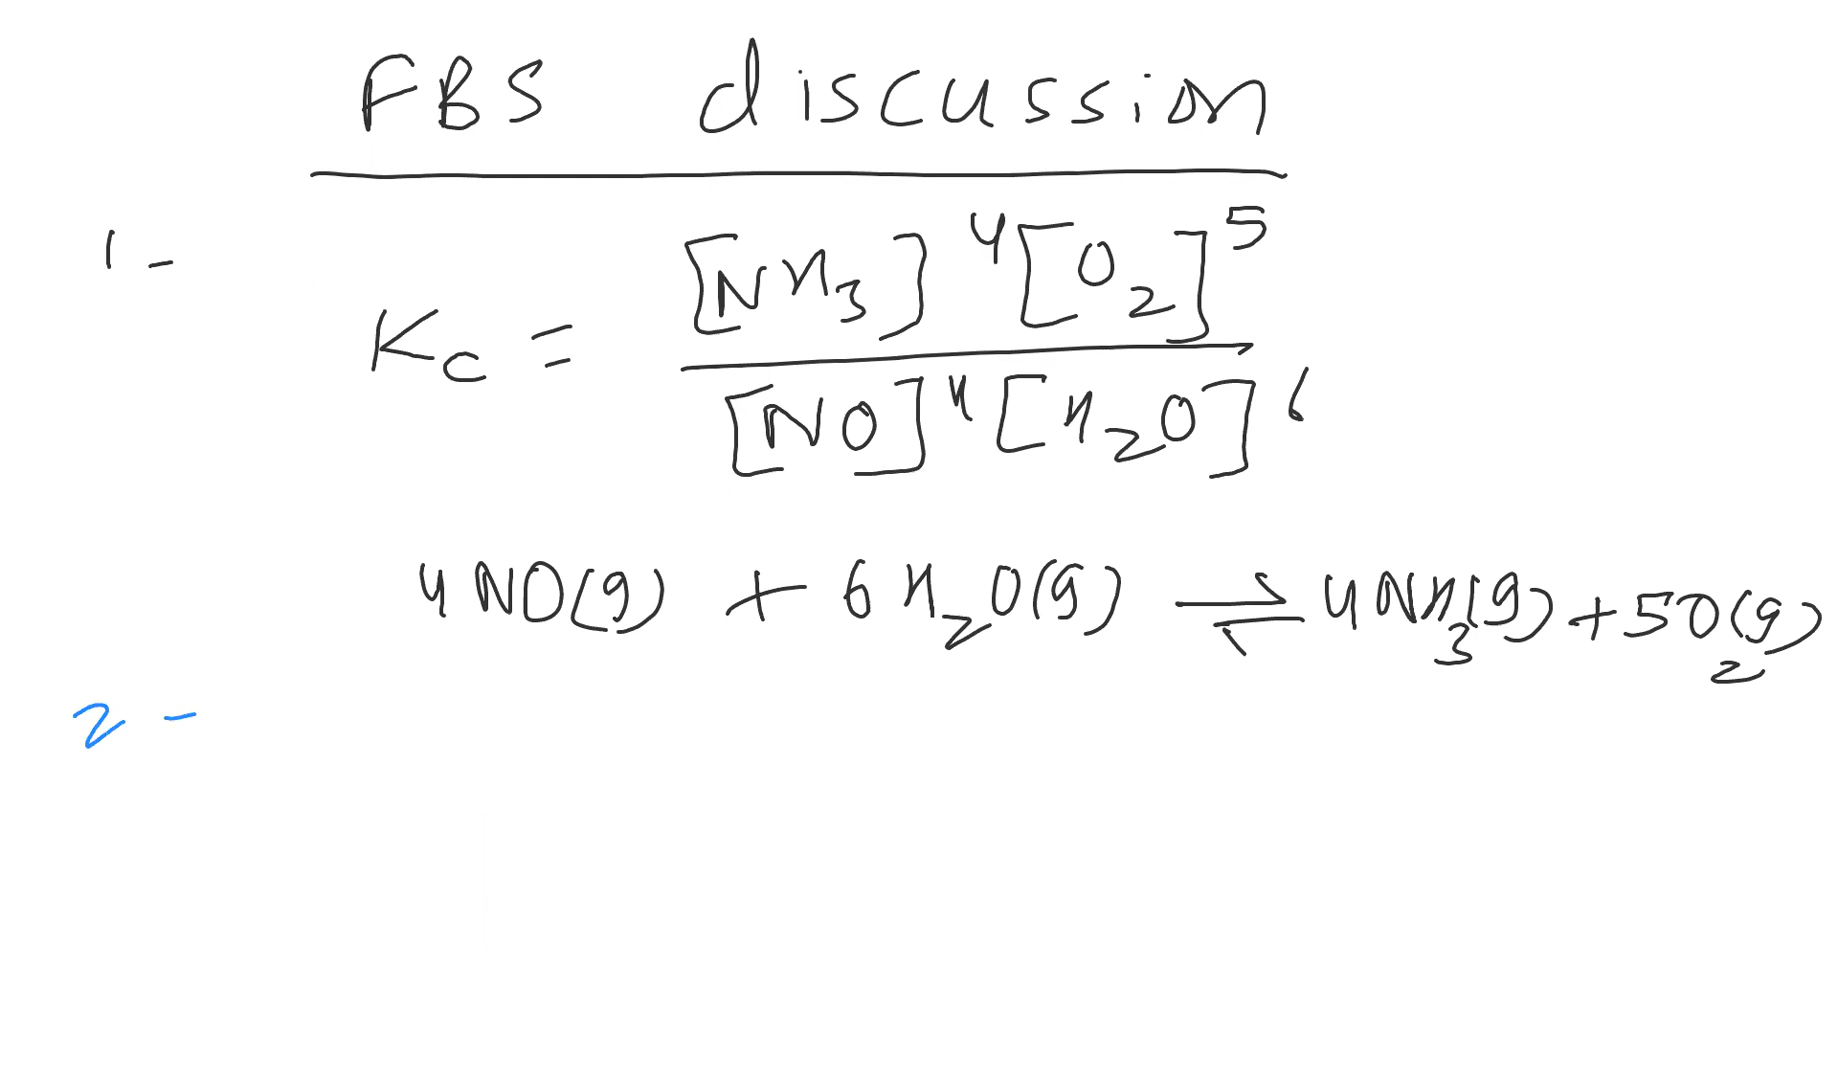 FBS discussion
1 -
Kc = [NH3]^4 [O2]^5 / [NO]^4 [H2O]^6
4NO(g) + 6H2O(g) ⇌ 4NH3(g) + 5O2(g)
2 -